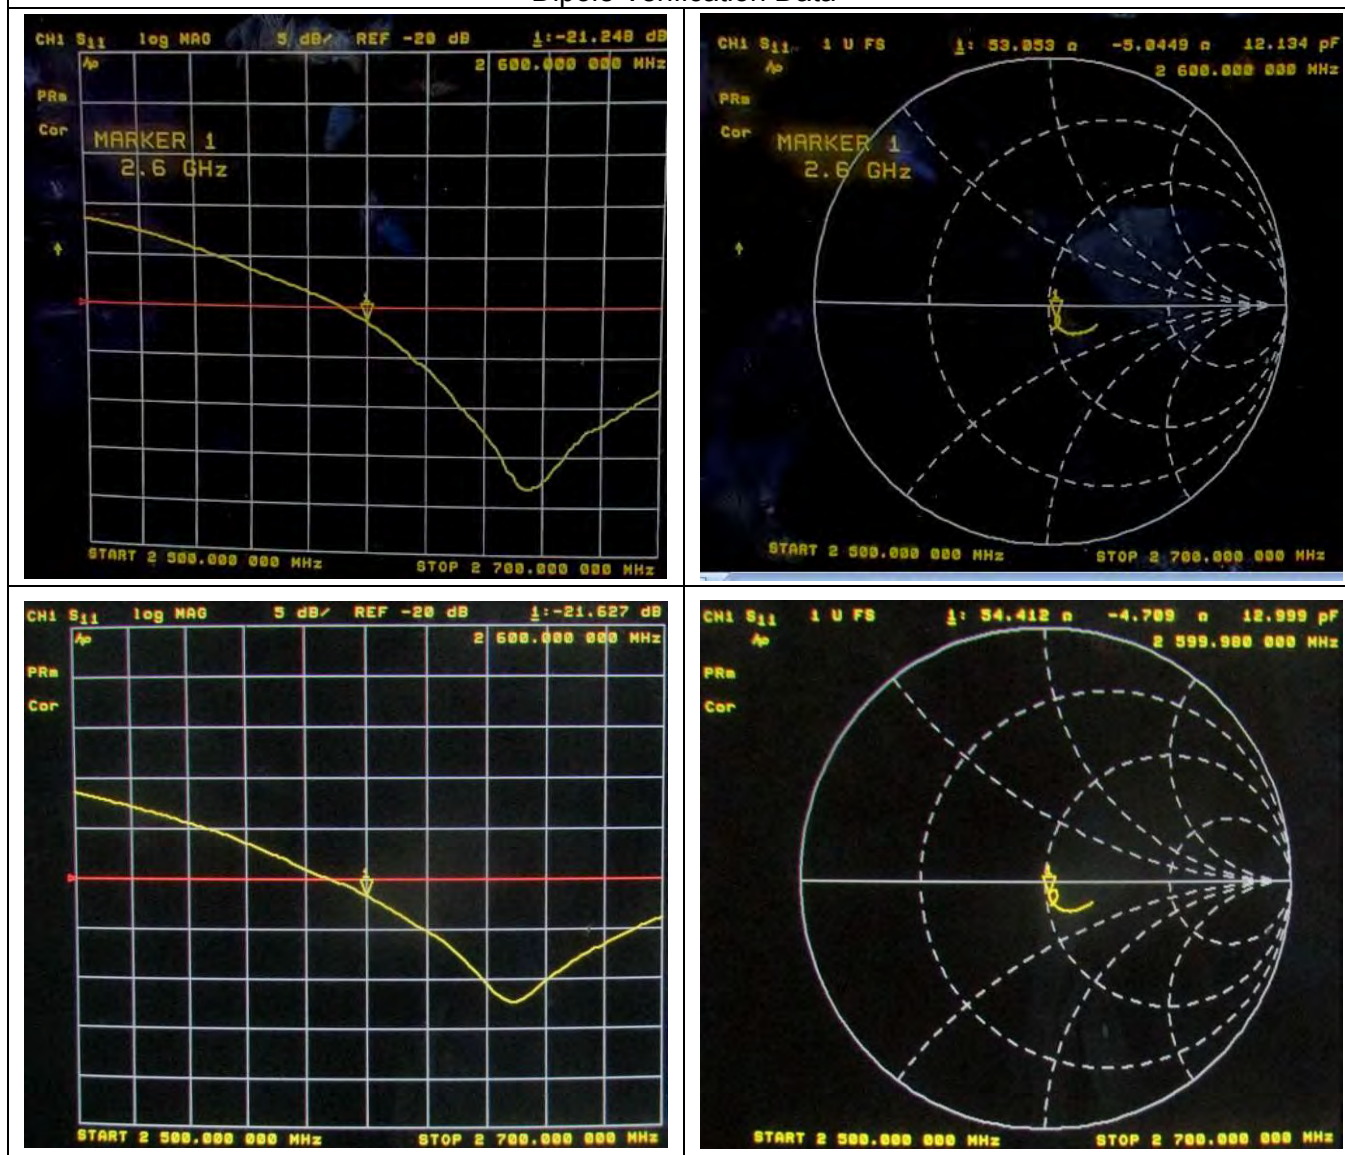 Dipole Verification Data
CH1 S11 log MAG 5 dB/ REF -20 dB 1:-21.248 dB
2 600.000 000 MHz
PRm
Cor
MARKER 1
2.6 GHz
1
START 2 500.000 000 MHz STOP 2 700.000 000 MHz
CH1 S11 1 U FS 1: 53.053 Ω -5.0449 Ω 12.134 pF
2 600.000 000 MHz
PRm
Cor
MARKER 1
2.6 GHz
1
START 2 500.000 000 MHz STOP 2 700.000 000 MHz
CH1 S11 log MAG 5 dB/ REF -20 dB 1:-21.627 dB
2 600.000 000 MHz
PRm
Cor
1
START 2 500.000 000 MHz STOP 2 700.000 000 MHz
CH1 S11 1 U FS 1: 54.412 Ω -4.709 Ω 12.999 pF
2 599.980 000 MHz
PRm
Cor
1
START 2 500.000 000 MHz STOP 2 700.000 000 MHz